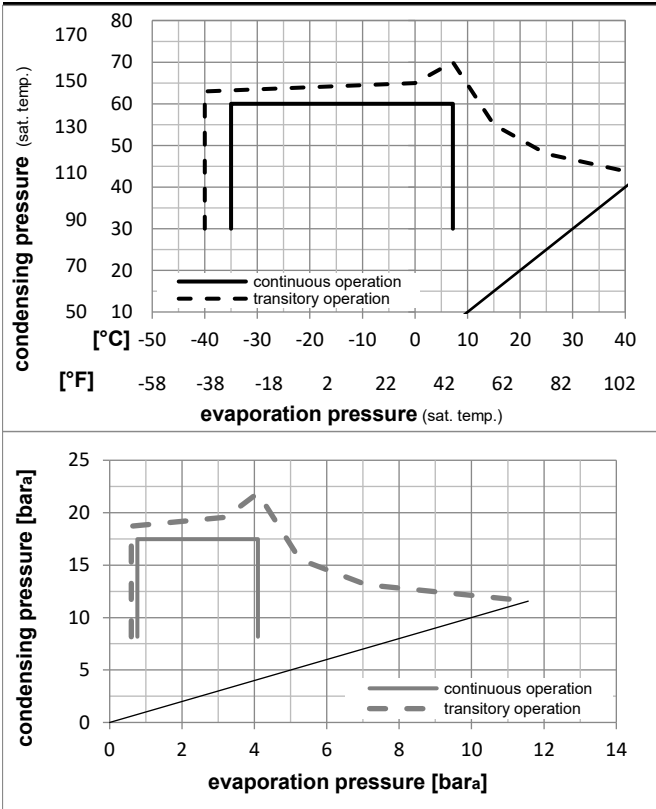 condensing pressure (sat. temp.)
170 80
70
150 60
130 50
110 40
90 30
70 20
50 10
continuous operation
transitory operation
[°C] -50 -40 -30 -20 -10 0 10 20 30 40
[°F] -58 -38 -18 2 22 42 62 82 102
evaporation pressure (sat. temp.)
condensing pressure [bara]
25
20
15
10
5
0
continuous operation
transitory operation
0 2 4 6 8 10 12 14
evaporation pressure [bara]